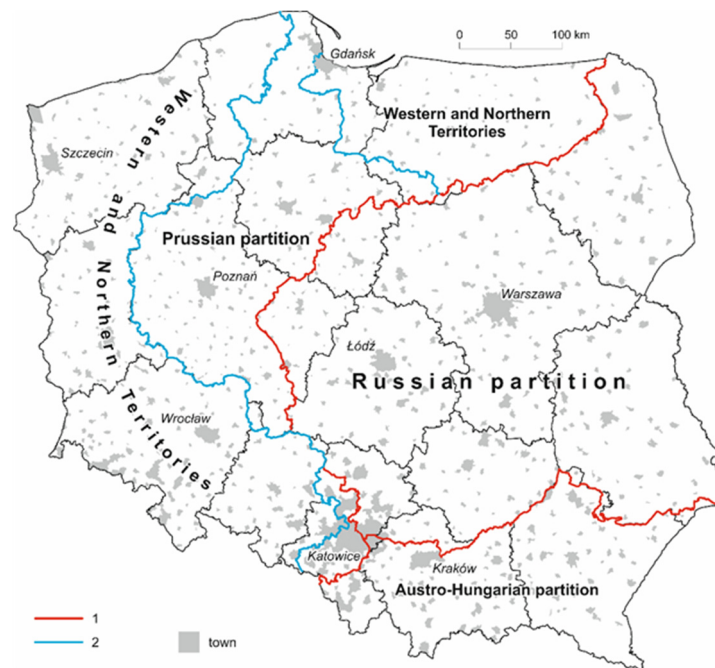 Gdańsk
0 50 100 km
Western and Northern
Territories
Western and Northern Territories
Szczecin
Prussian partition
Poznań
Warszawa
Łódź
Russian partition
Wrocław
Katowice
Kraków
Austro-Hungarian partition
1
2
town